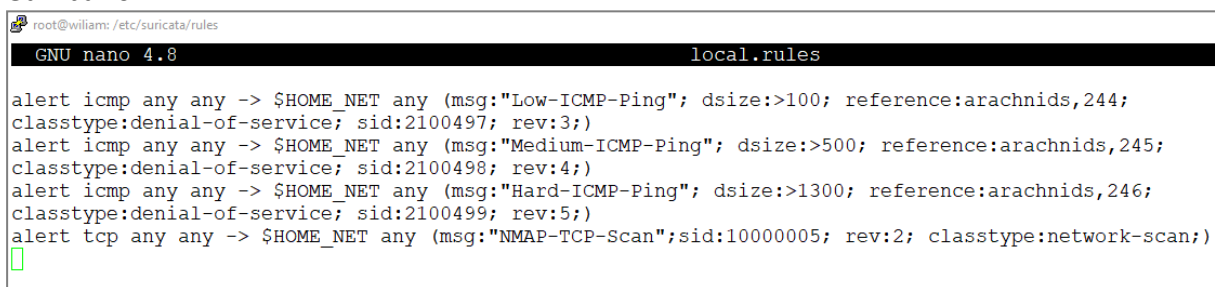 root@wiliam: /etc/suricata/rules
GNU nano 4.8 local.rules
alert icmp any any -> $HOME_NET any (msg:"Low-ICMP-Ping"; dsize:>100; reference:arachnids,244;
classtype:denial-of-service; sid:2100497; rev:3;)
alert icmp any any -> $HOME_NET any (msg:"Medium-ICMP-Ping"; dsize:>500; reference:arachnids,245;
classtype:denial-of-service; sid:2100498; rev:4;)
alert icmp any any -> $HOME_NET any (msg:"Hard-ICMP-Ping"; dsize:>1300; reference:arachnids,246;
classtype:denial-of-service; sid:2100499; rev:5;)
alert tcp any any -> $HOME_NET any (msg:"NMAP-TCP-Scan";sid:10000005; rev:2; classtype:network-scan;)